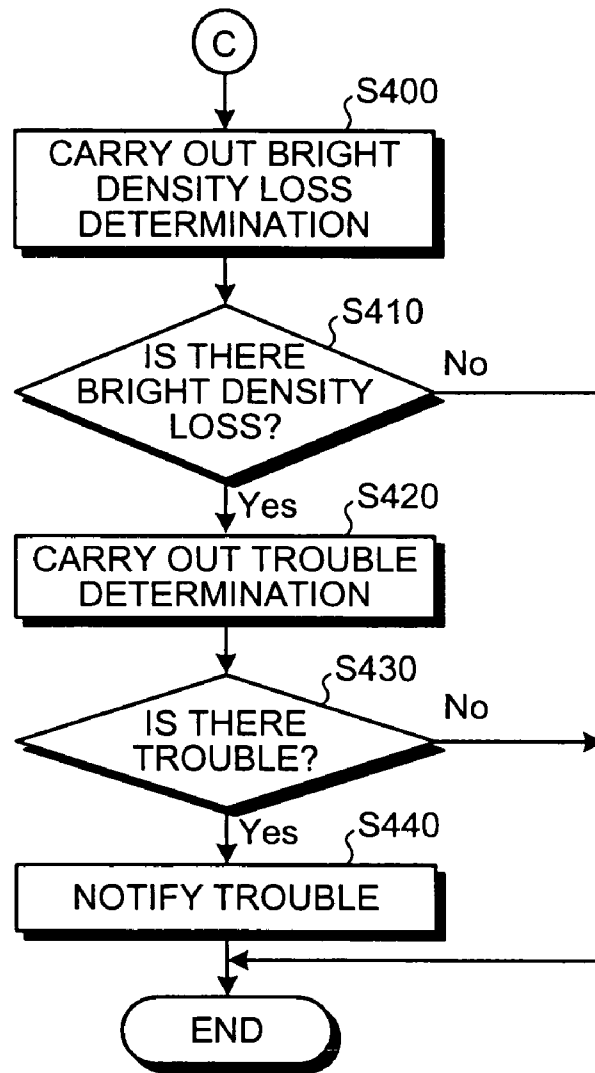 C
S400
CARRY OUT BRIGHT
DENSITY LOSS
DETERMINATION
S410
IS THERE
BRIGHT DENSITY
LOSS?
No
Yes
S420
CARRY OUT TROUBLE
DETERMINATION
S430
IS THERE
TROUBLE?
No
Yes
S440
NOTIFY TROUBLE
END